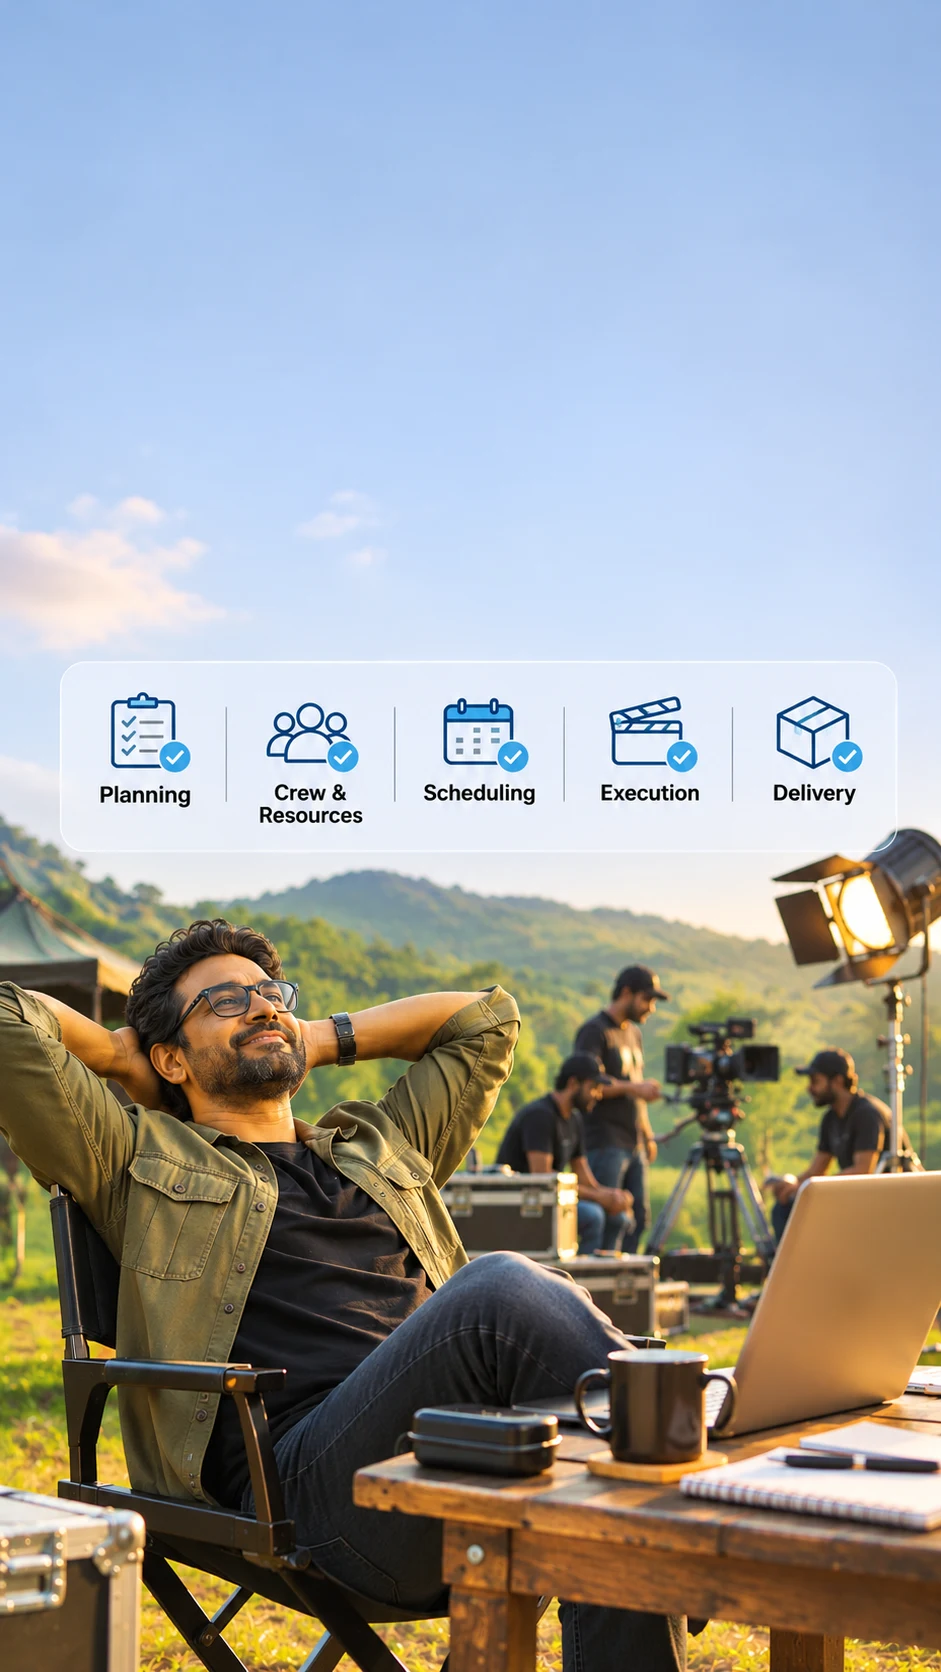 Planning
Crew &
Resources
Scheduling
Execution
Delivery